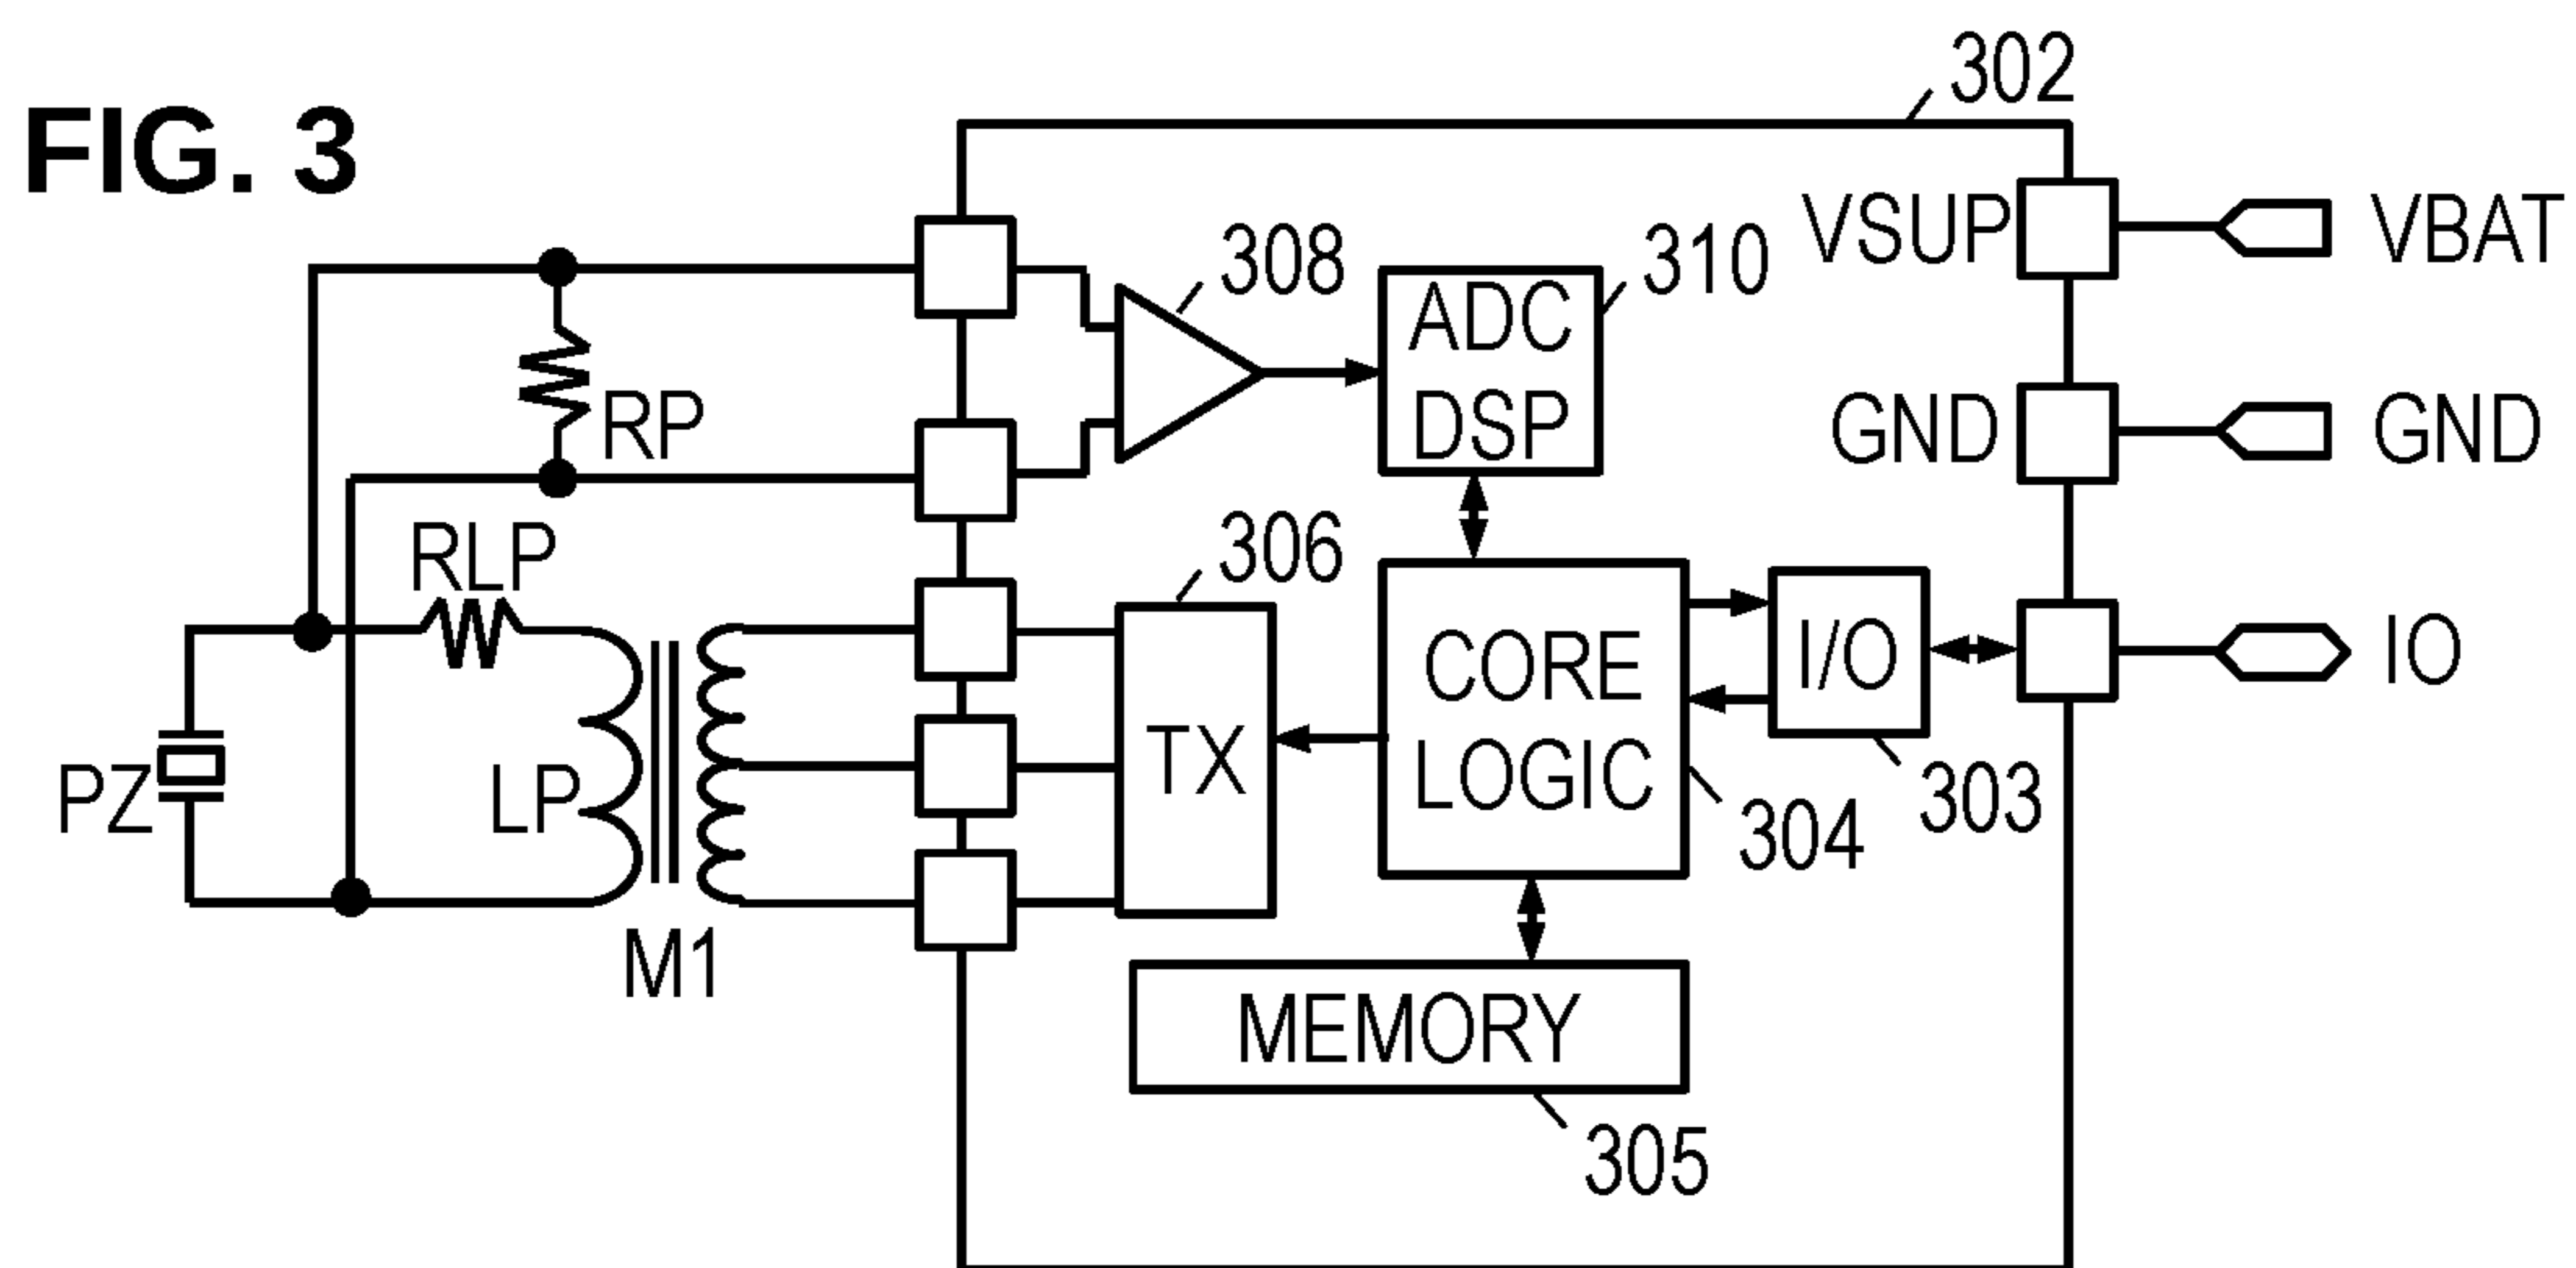 FIG. 3
302
VSUP
VBAT
308
310
ADC
DSP
RP
GND
GND
RLP
306
CORE
LOGIC
I/O
IO
TX
PZ
LP
303
304
M1
MEMORY
305